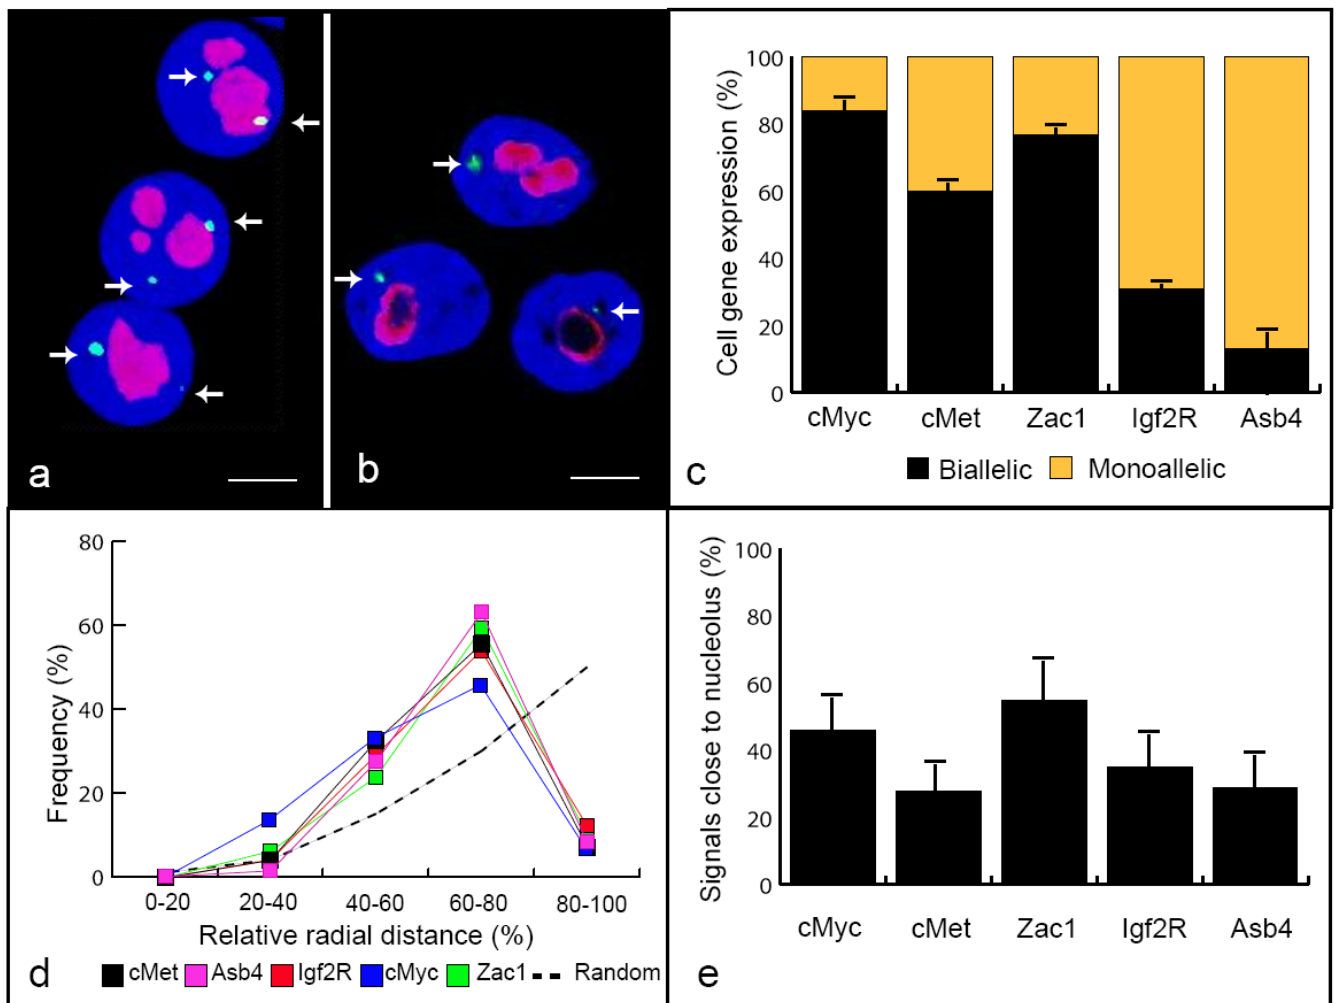 a
b
Cell gene expression (%)
100
80
60
40
20
0
cMyc cMet Zac1 Igf2R Asb4
Biallelic Monoallelic
c
Frequency (%)
80
60
40
20
0
0-20 20-40 40-60 60-80 80-100
Relative radial distance (%)
cMet Asb4 Igf2R cMyc Zac1 Random
d
Signals close to nucleolus (%)
100
80
60
40
20
0
cMyc cMet Zac1 Igf2R Asb4
e